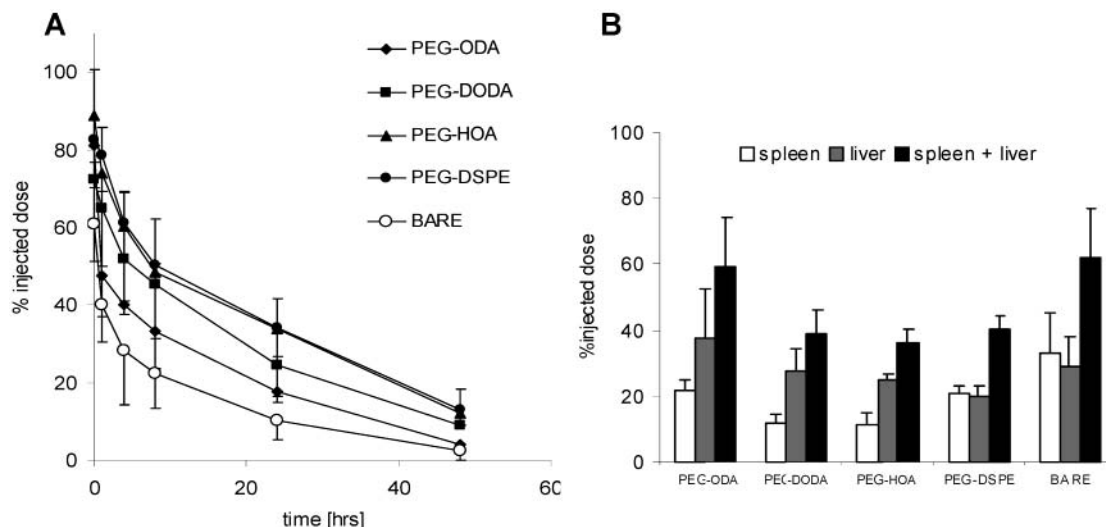 A
PEG-ODA
PEG-DODA
PEG-HOA
PEG-DSPE
BARE
100
80
60
40
20
0
% injected dose
0 20 40 60
time [hrs]
B
spleen liver spleen + liver
100
80
60
40
20
0
%injected dose
PEG-ODA PEG-DODA PEG-HOA PEG-DSPE BARE